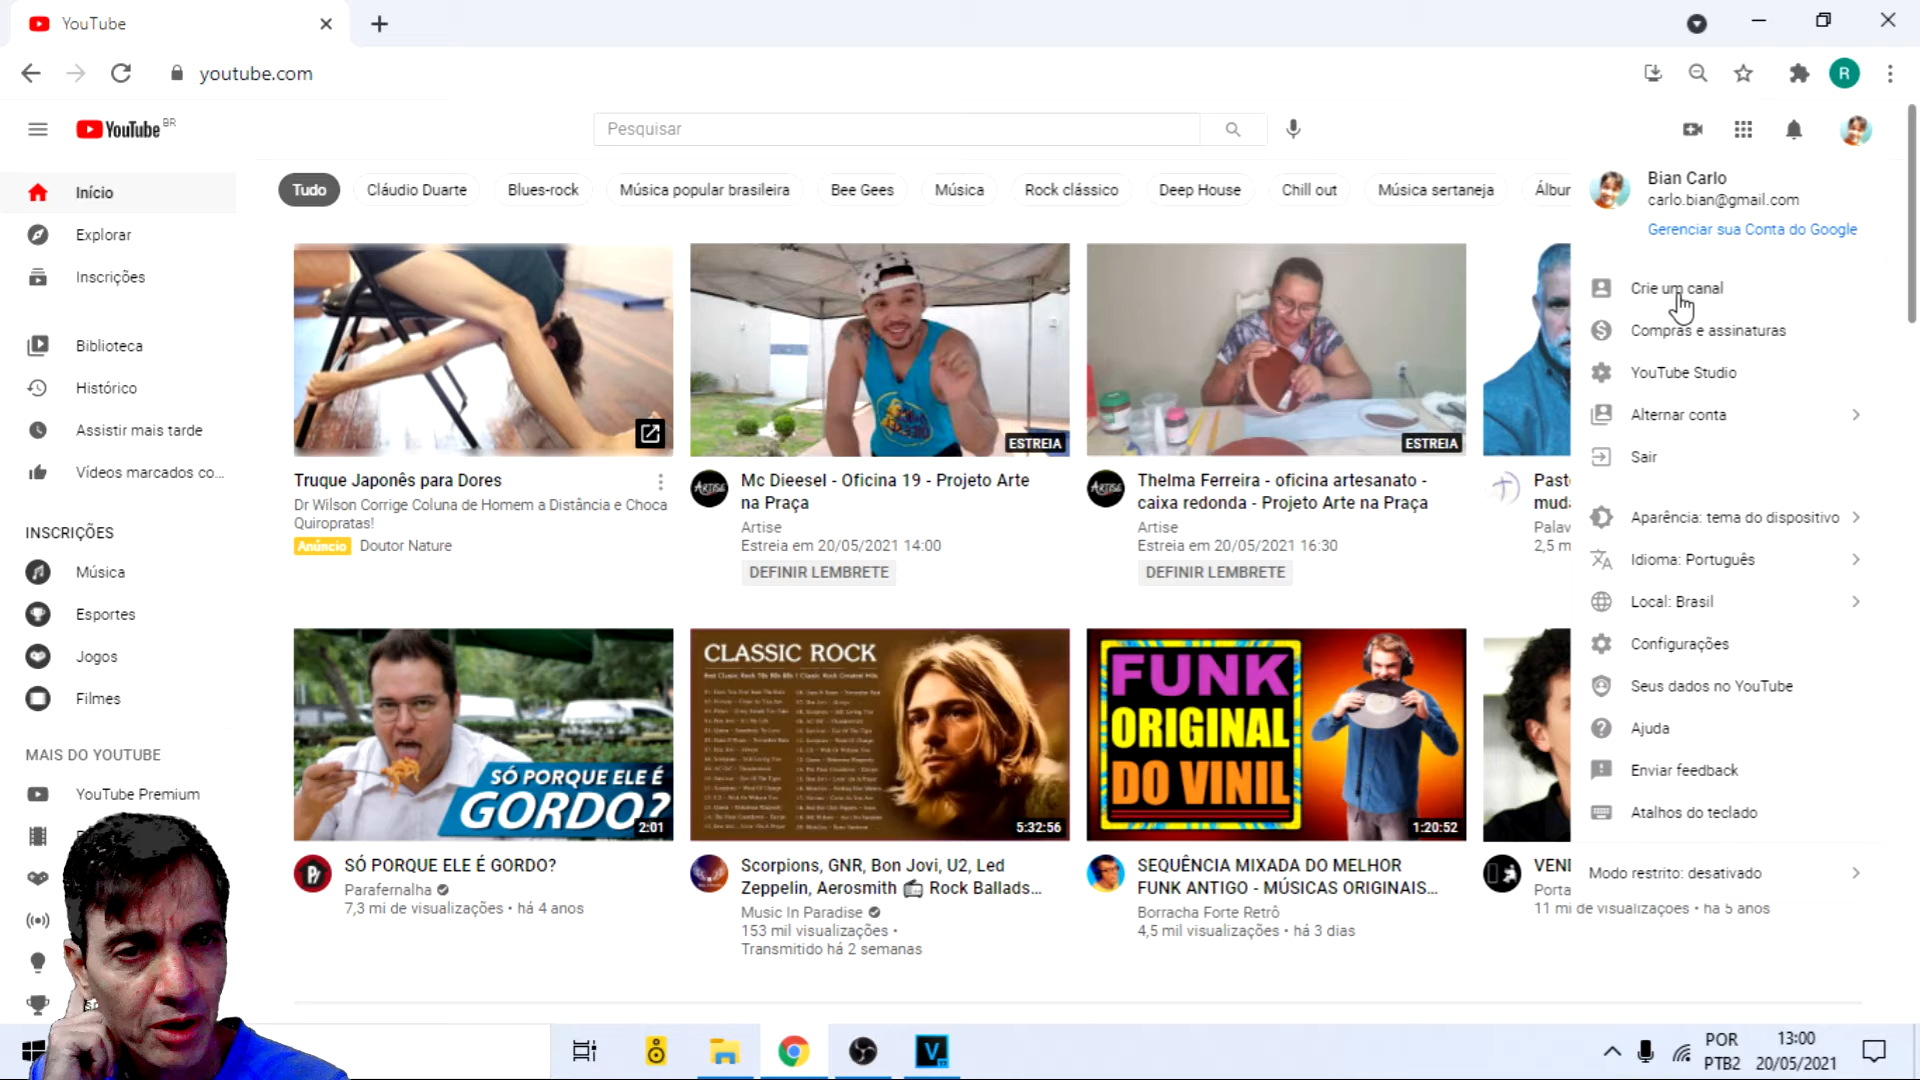 YouTube
youtube.com
R
YouTube BR
Pesquisar
Início
Explorar
Inscrições
Biblioteca
Histórico
Assistir mais tarde
Vídeos marcados co...
INSCRIÇÕES
Música
Esportes
Jogos
Filmes
MAIS DO YOUTUBE
YouTube Premium
Tudo
Cláudio Duarte
Blues-rock
Música popular brasileira
Bee Gees
Música
Rock clássico
Deep House
Chill out
Música sertaneja
Álbur
Truque Japonês para Dores
Dr Wilson Corrige Coluna de Homem a Distância e Choca
Quiropratas!
Anúncio Doutor Nature
ESTREIA
ARTISE
Mc Dieesel - Oficina 19 - Projeto Arte
na Praça
Artise
Estreia em 20/05/2021 14:00
DEFINIR LEMBRETE
ESTREIA
ARTISE
Thelma Ferreira - oficina artesanato -
caixa redonda - Projeto Arte na Praça
Artise
Estreia em 20/05/2021 16:30
DEFINIR LEMBRETE
Past
muda
Palav
2,5 m
SÓ PORQUE ELE É
GORDO?
2:01
SÓ PORQUE ELE É GORDO?
Parafernalha
7,3 mi de visualizações • há 4 anos
CLASSIC ROCK
5:32:56
Scorpions, GNR, Bon Jovi, U2, Led
Zeppelin, Aerosmith 📻 Rock Ballads...
Music In Paradise
153 mil visualizações •
Transmitido há 2 semanas
FUNK
ORIGINAL
DO VINIL
1:20:52
SEQUÊNCIA MIXADA DO MELHOR
FUNK ANTIGO - MÚSICAS ORIGINAIS...
Borracha Forte Retrô
4,5 mil visualizações • há 3 dias
VEND
Porta
11 mi de visualizações • há 5 anos
Bian Carlo
carlo.bian@gmail.com
Gerenciar sua Conta do Google
Crie um canal
Compras e assinaturas
YouTube Studio
Alternar conta
Sair
Aparência: tema do dispositivo
Idioma: Português
Local: Brasil
Configurações
Seus dados no YouTube
Ajuda
Enviar feedback
Atalhos do teclado
Modo restrito: desativado
POR
PTB2
13:00
20/05/2021